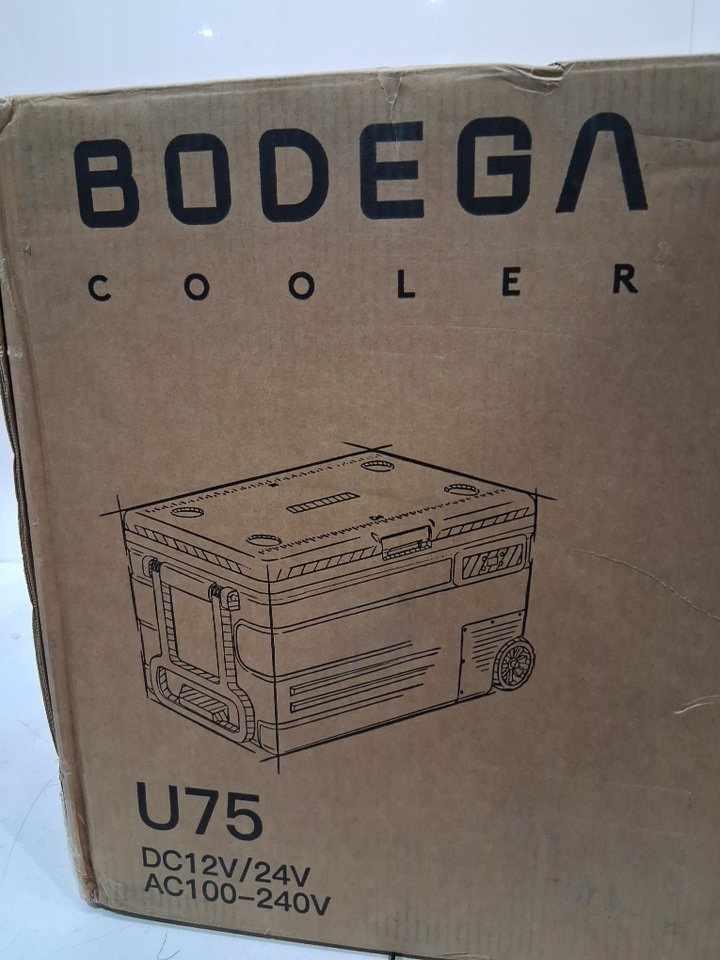 BODEGA
COOLER
U75
DC12V/24V
AC100-240V